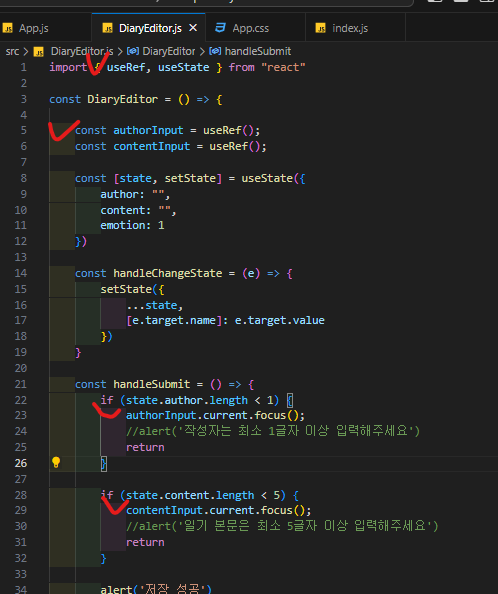 App.js DiaryEditor.js App.css index.js
src > DiaryEditor.js > DiaryEditor > handleSubmit
1 import { useRef, useState } from "react"
2
3 const DiaryEditor = () => {
4
5 const authorInput = useRef();
6 const contentInput = useRef();
7
8 const [state, setState] = useState({
9 author: "",
10 content: "",
11 emotion: 1
12 })
13
14 const handleChangeState = (e) => {
15 setState({
16 ...state,
17 [e.target.name]: e.target.value
18 })
19 }
20
21 const handleSubmit = () => {
22 if (state.author.length < 1) {
23 authorInput.current.focus();
24 //alert('작성자는 최소 1글자 이상 입력해주세요')
25 return
26 }
27
28 if (state.content.length < 5) {
29 contentInput.current.focus();
30 //alert('일기 본문은 최소 5글자 이상 입력해주세요')
31 return
32 }
33
34 alert('저장 성공')